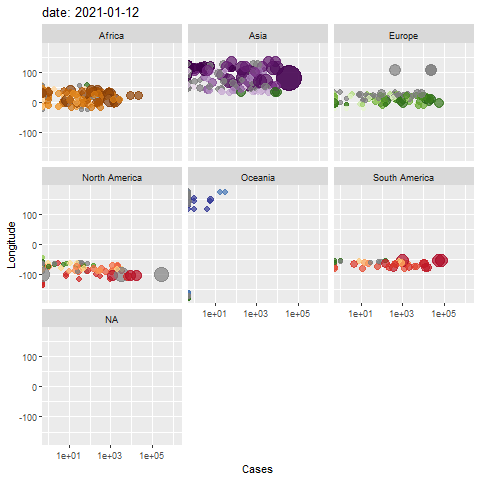 date: 2021-01-12
Africa Asia Europe
100
0
-100
North America Oceania South America
100
0
-100
Longitude
1e+01 1e+03 1e+05 1e+01 1e+03 1e+05
NA
100
0
-100
1e+01 1e+03 1e+05
Cases